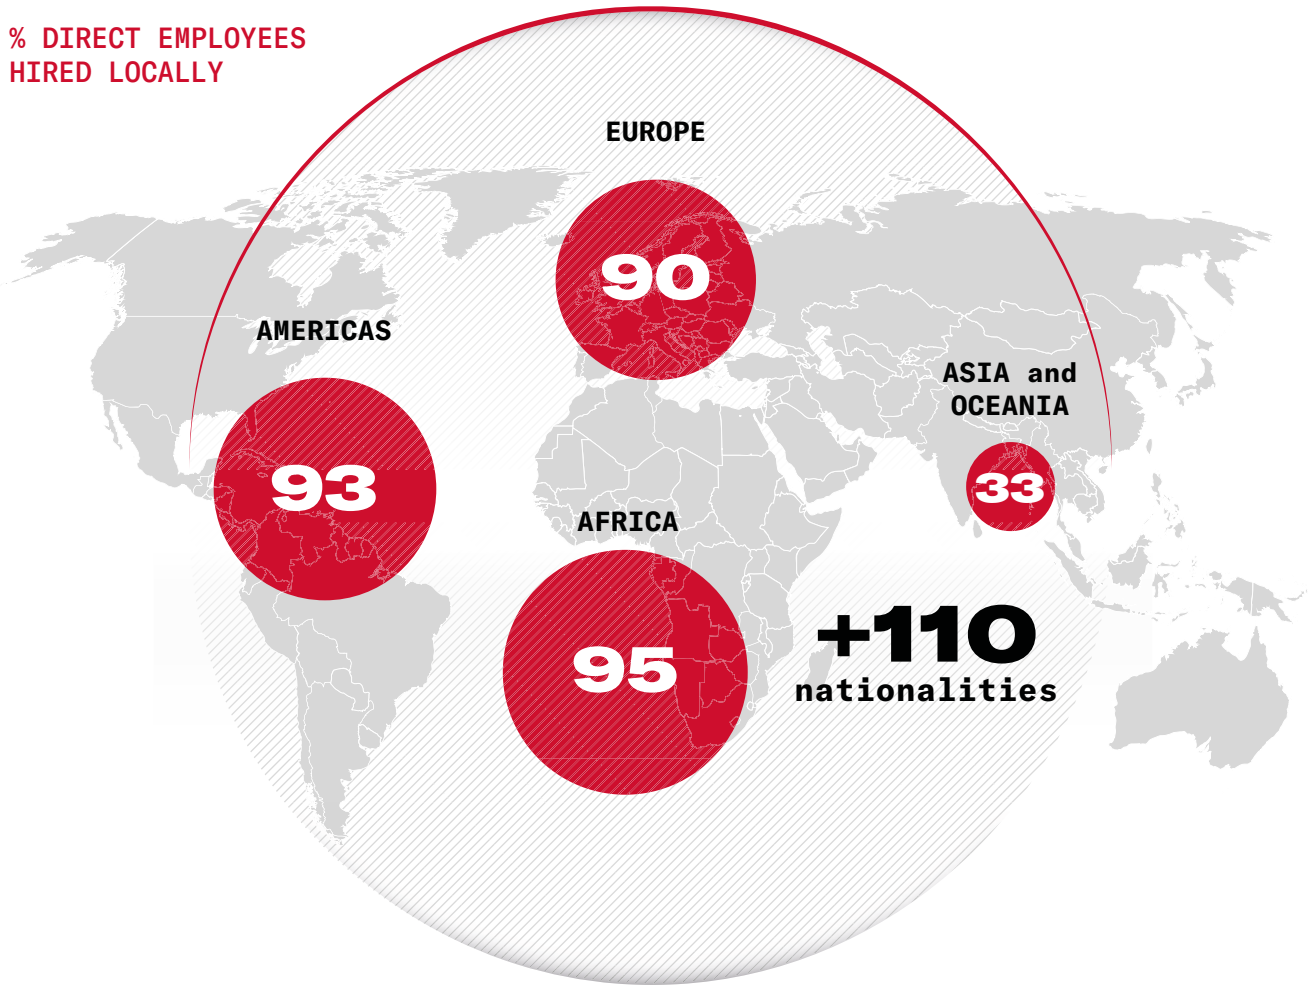 % DIRECT EMPLOYEES
HIRED LOCALLY
EUROPE
90
AMERICAS
93
ASIA and
OCEANIA
33
AFRICA
95
+110
nationalities